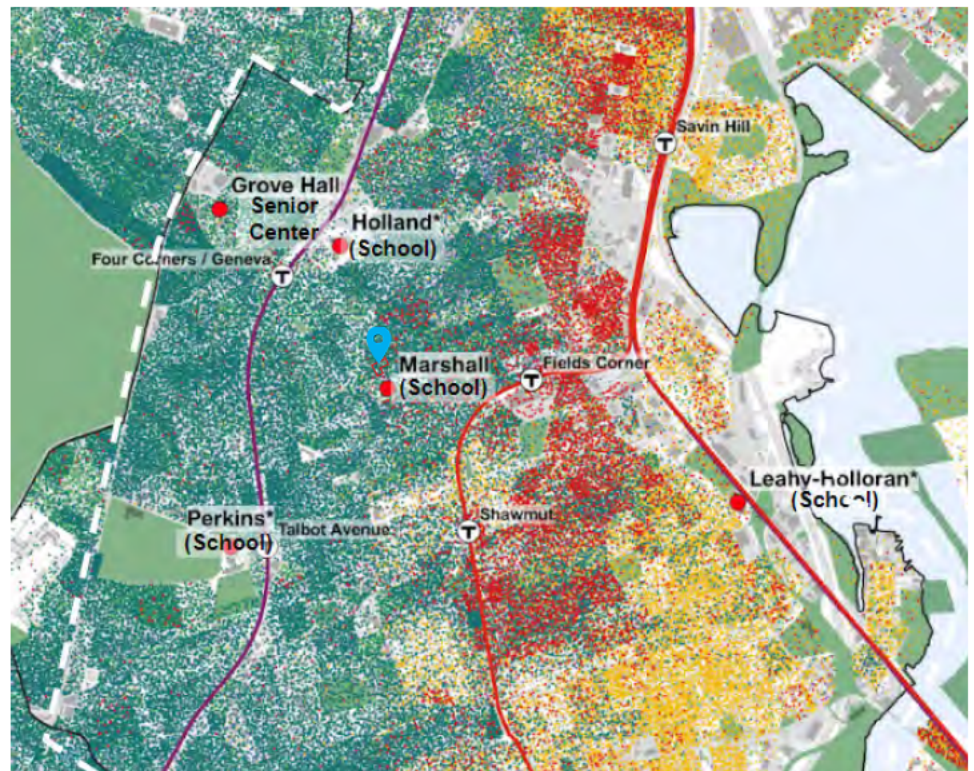 Savin Hill
Grove Hall
Senior
Center
Holland*
(School)
Four Corners / Geneva
T
T
Marshall
(School)
Fields Corner
T
Leahy-Holloran*
(School)
Perkins*
(School)
Talbot Avenue
Shawmut
T